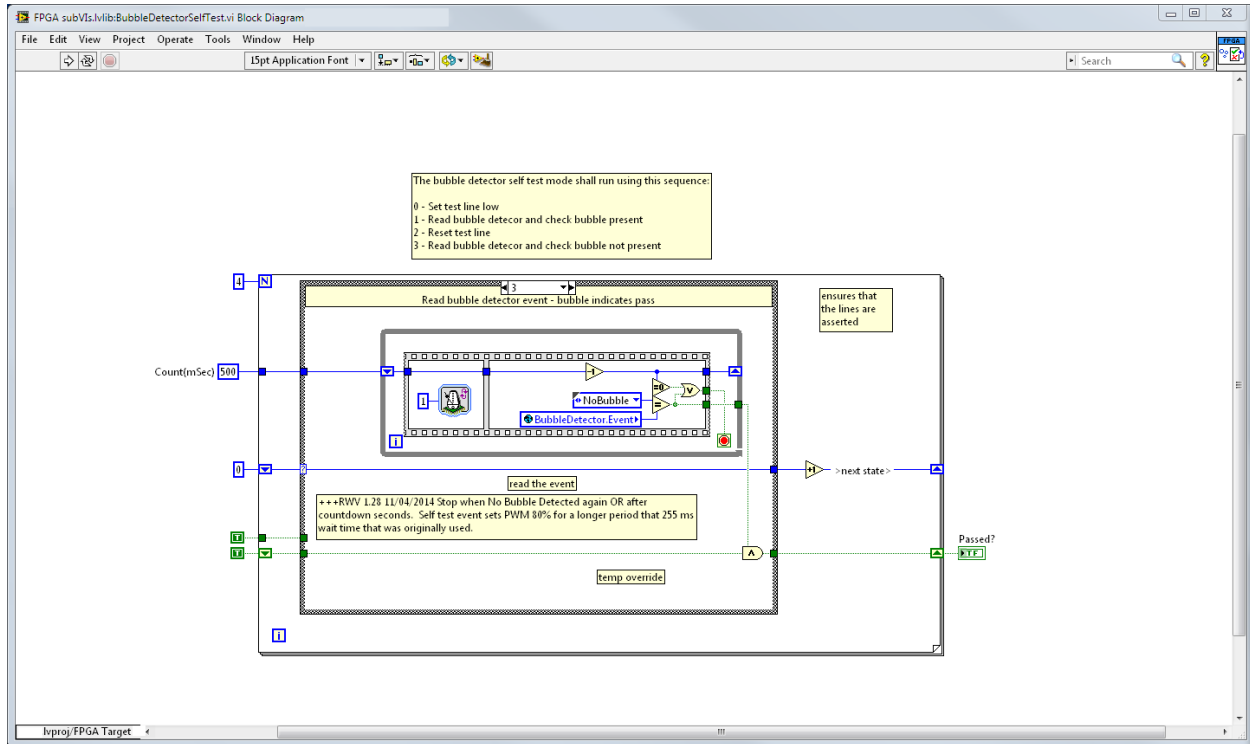 FPGA subVIs.lvlib:BubbleDetectorSelfTest.vi Block Diagram
File Edit View Project Operate Tools Window Help
15pt Application Font
Search
FPGA
The bubble detector self test mode shall run using this sequence:
0 - Set test line low
1 - Read bubble detecor and check bubble present
2 - Reset test line
3 - Read bubble detecor and check bubble not present
4
N
3
Read bubble detector event - bubble indicates pass
ensures that
the lines are
asserted
Count(mSec) 500
-1
1
NoBubble
=0
V
=
BubbleDetector.Event
i
0
?
+1
>next state>
read the event
+++RWV 1.28 11/04/2014 Stop when No Bubble Detected again OR after
countdown seconds. Self test event sets PWM 80% for a longer period that 255 ms
wait time that was originally used.
T
T
Λ
Passed?
TF
temp override
i
lvproj/FPGA Target